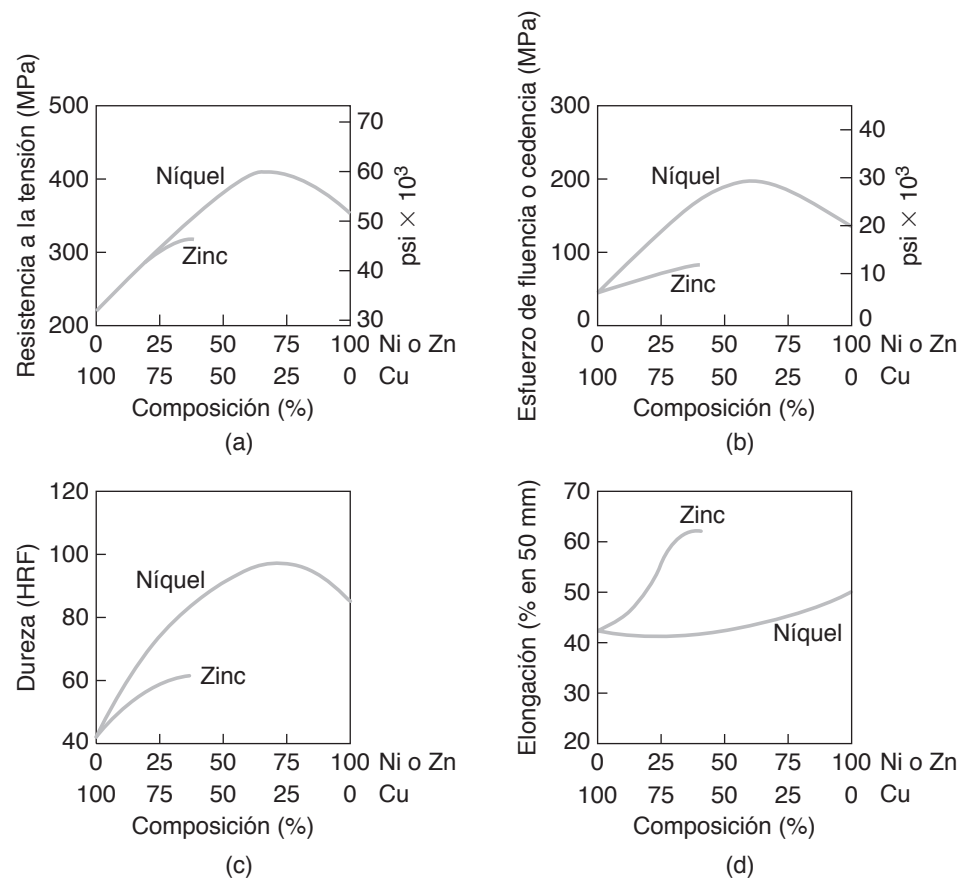 Resistencia a la tensión (MPa)
500
400
300
200
Níquel
Zinc
70
60
50
40
30
psi × 10³
0 25 50 75 100 Ni o Zn
100 75 50 25 0 Cu
Composición (%)
(a)
Esfuerzo de fluencia o cedencia (MPa)
300
200
100
0
Níquel
Zinc
40
30
20
10
0
psi × 10³
0 25 50 75 100 Ni o Zn
100 75 50 25 0 Cu
Composición (%)
(b)
Dureza (HRF)
120
100
80
60
40
Níquel
Zinc
0 25 50 75 100 Ni o Zn
100 75 50 25 0 Cu
Composición (%)
(c)
Elongación (% en 50 mm)
70
60
50
40
30
20
Zinc
Níquel
0 25 50 75 100 Ni o Zn
100 75 50 25 0 Cu
Composición (%)
(d)